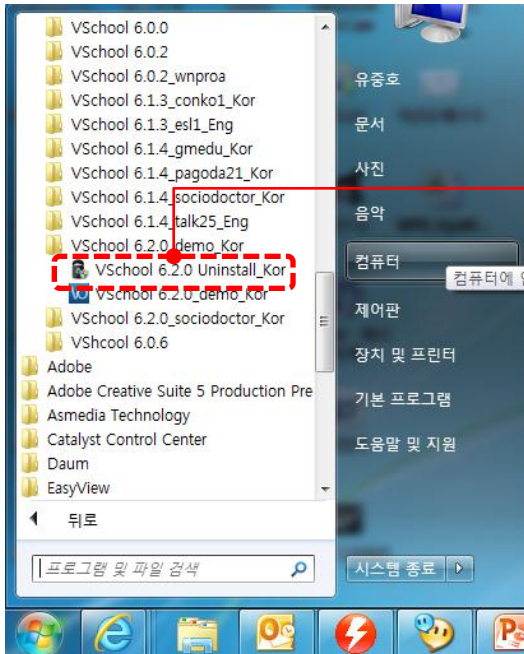 VSchool 6.0.0
VSchool 6.0.2
VSchool 6.0.2_wnproa
VSchool 6.1.3_conko1_Kor
VSchool 6.1.3_esl1_Eng
VSchool 6.1.4_gmedu_Kor
VSchool 6.1.4_pagoda21_Kor
VSchool 6.1.4_sociodoctor_Kor
VSchool 6.1.4_talk25_Eng
VSchool 6.2.0_demo_Kor
VSchool 6.2.0 Uninstall_Kor
VSchool 6.2.0_demo_Kor
VSchool 6.2.0_sociodoctor_Kor
VShcool 6.0.6
Adobe
Adobe Creative Suite 5 Production Pre
Asmedia Technology
Catalyst Control Center
Daum
EasyView
뒤로
프로그램 및 파일 검색
유중호
문서
사진
음악
컴퓨터
컴퓨터에
제어판
장치 및 프린터
기본 프로그램
도움말 및 지원
시스템 종료